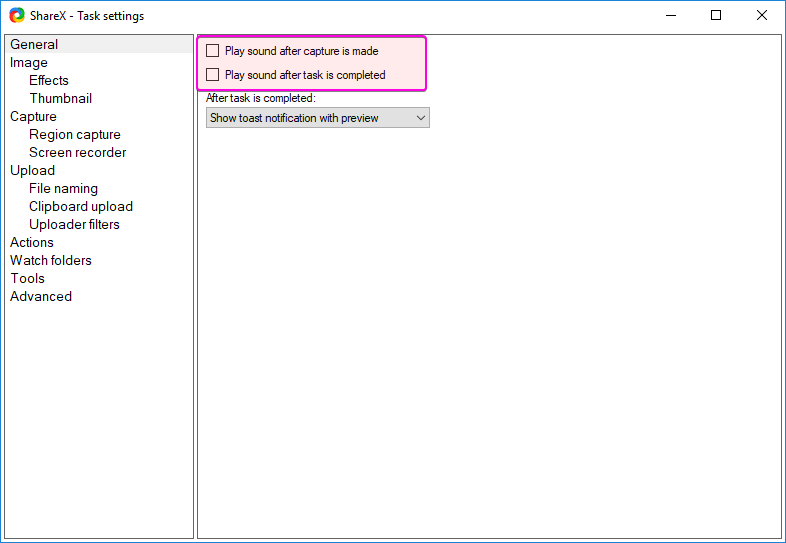 ShareX - Task settings
General
Image
Effects
Thumbnail
Capture
Region capture
Screen recorder
Upload
File naming
Clipboard upload
Uploader filters
Actions
Watch folders
Tools
Advanced
Play sound after capture is made
Play sound after task is completed
After task is completed:
Show toast notification with preview